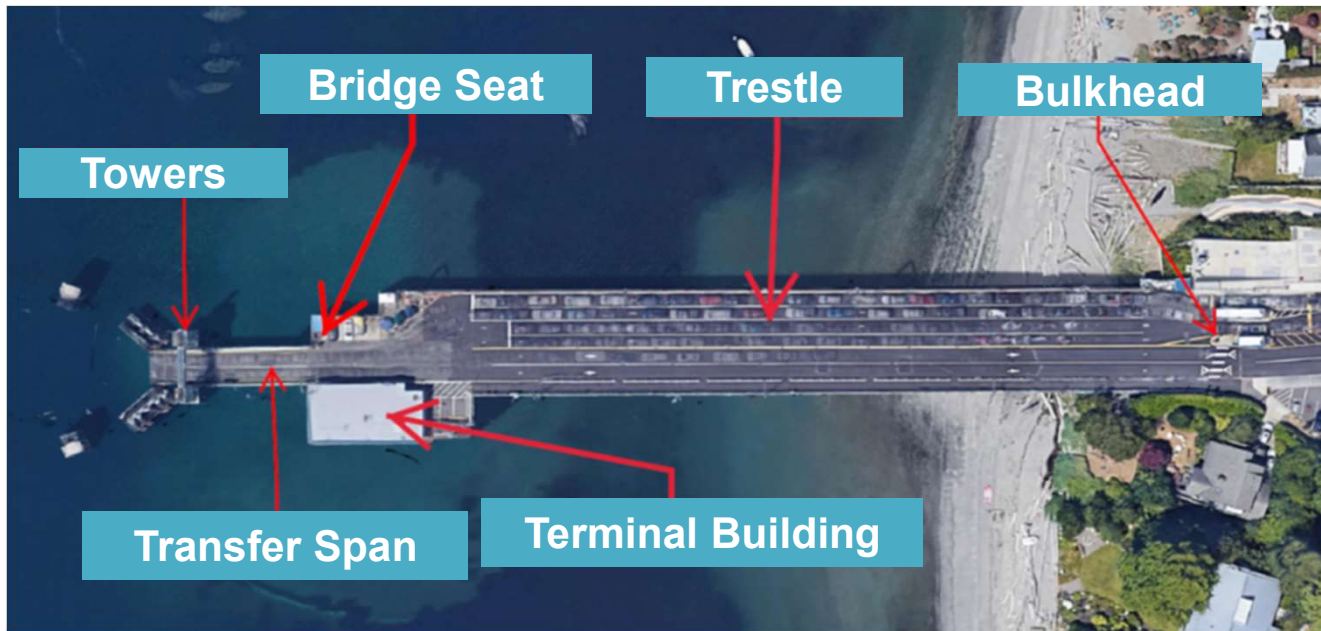 Bridge Seat
Trestle
Bulkhead
Towers
Transfer Span
Terminal Building